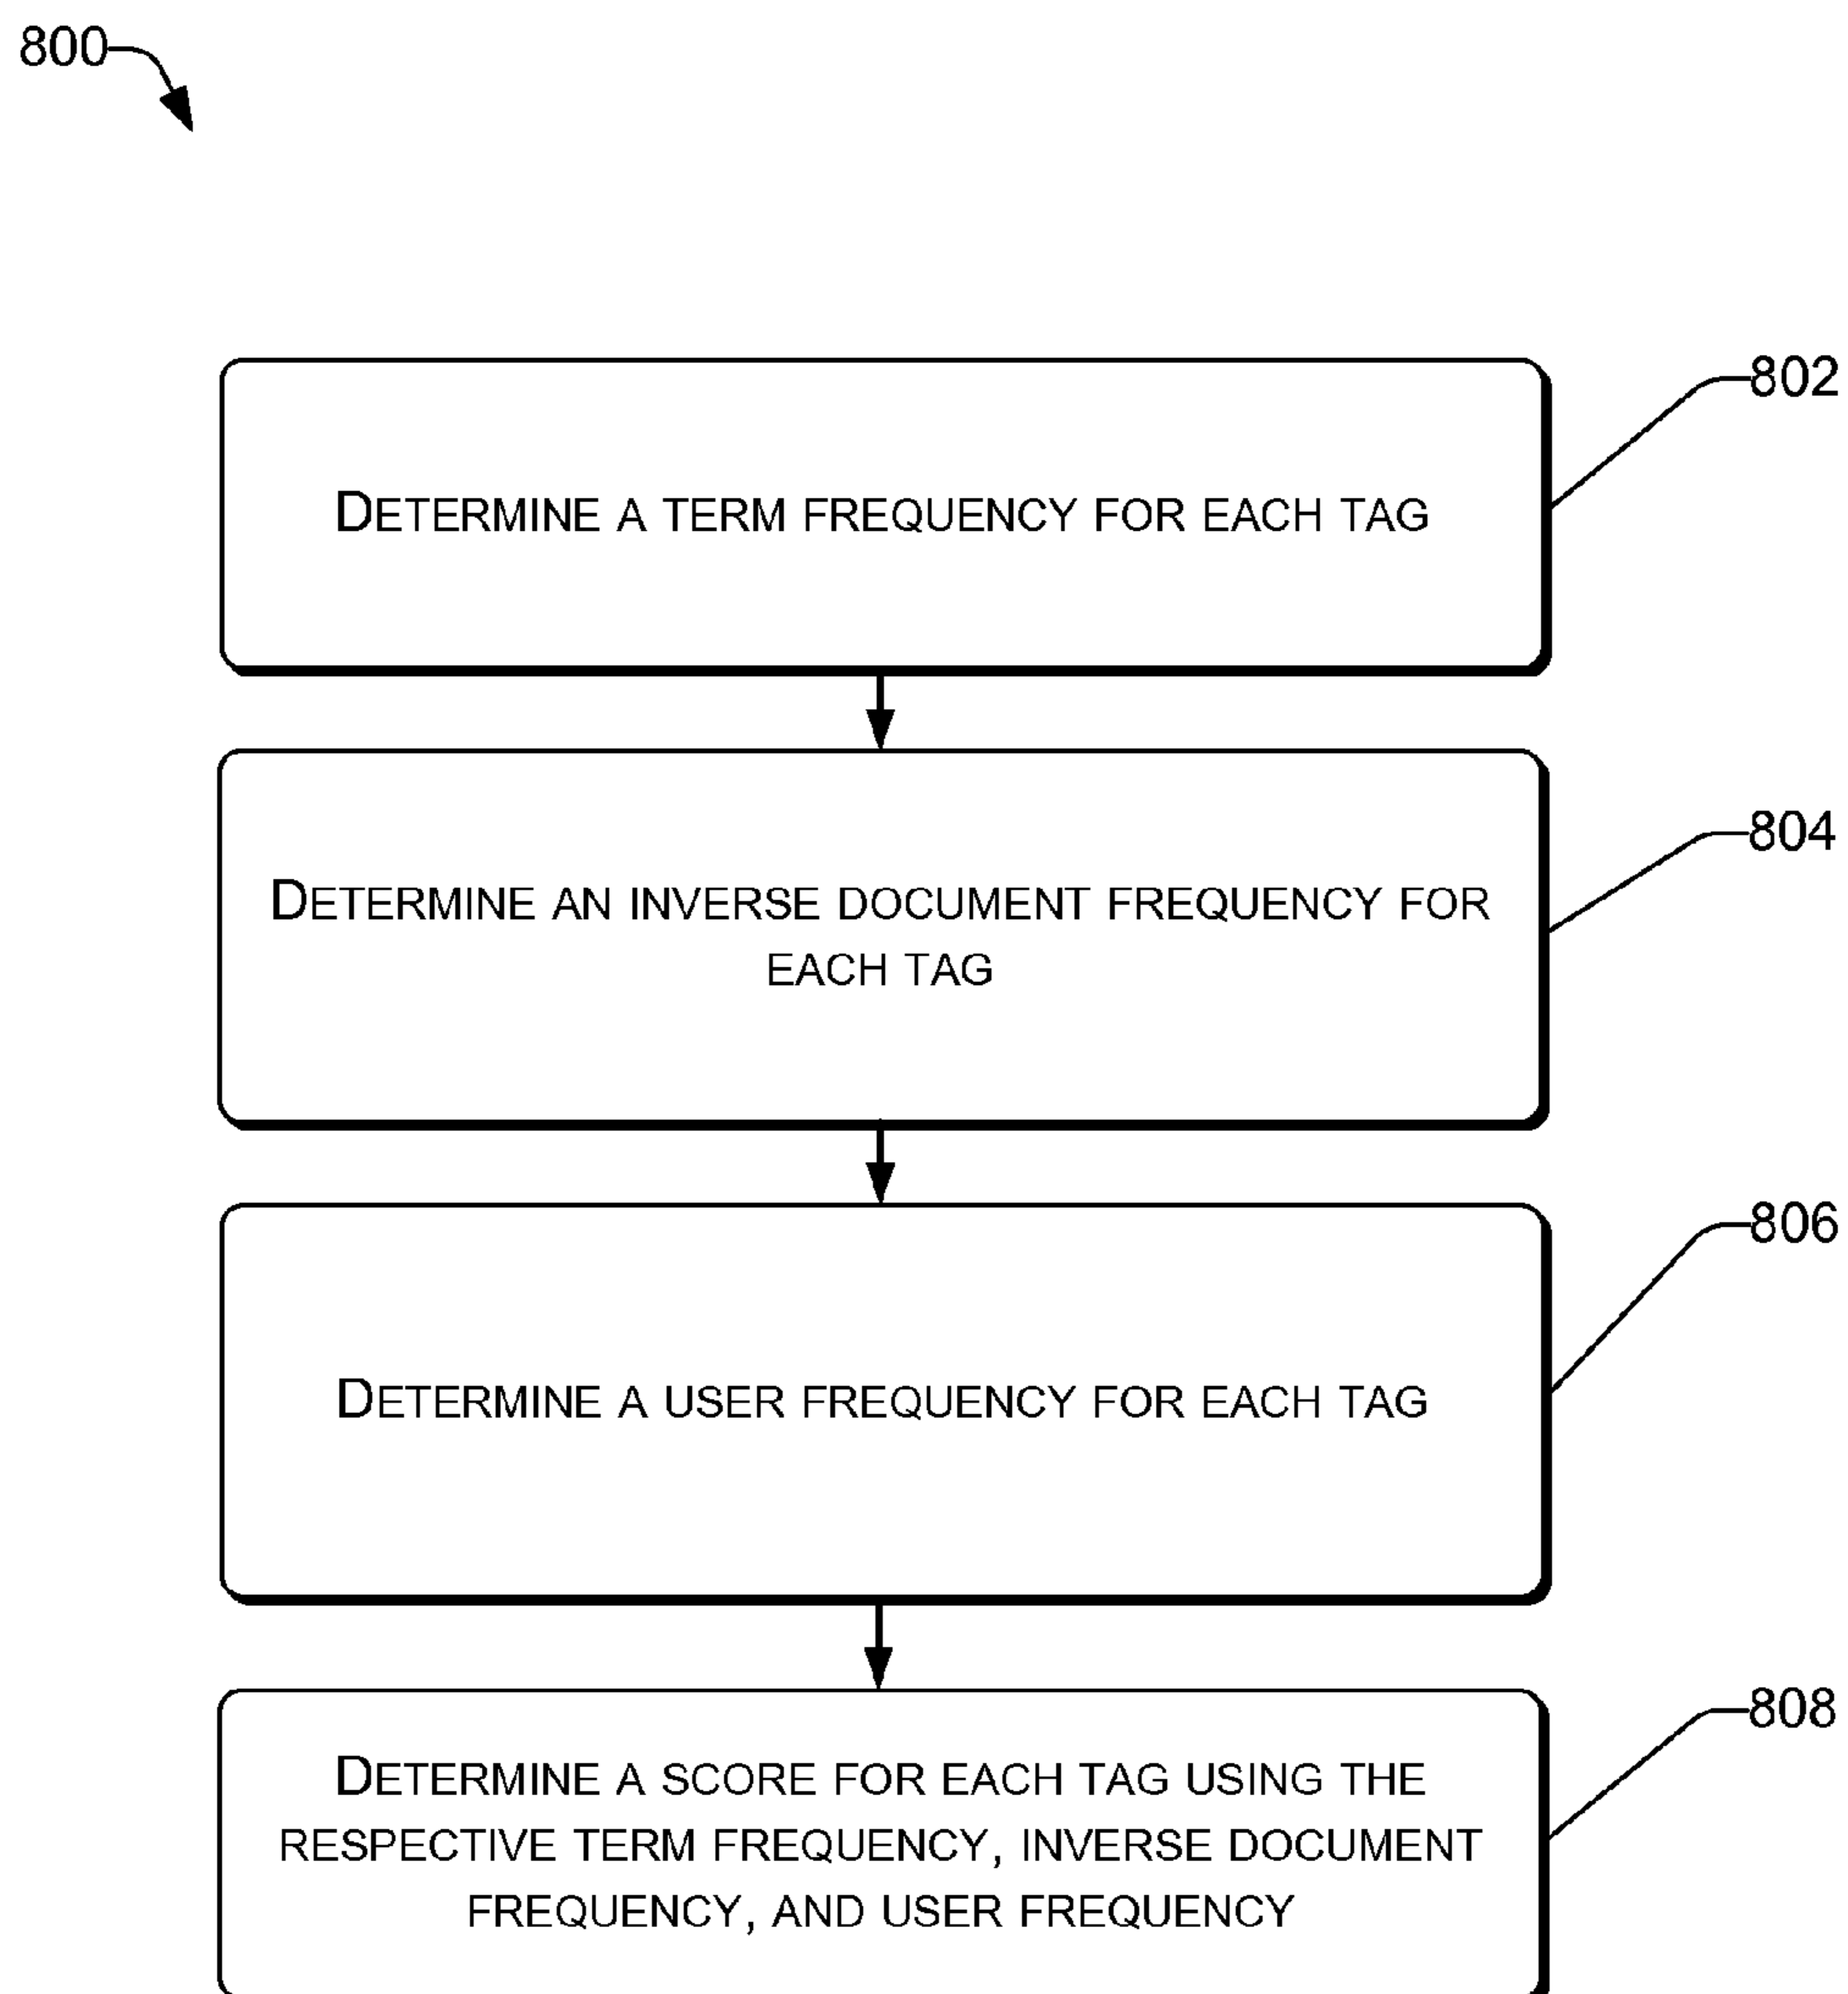 800
802
DETERMINE A TERM FREQUENCY FOR EACH TAG
804
DETERMINE AN INVERSE DOCUMENT FREQUENCY FOR
EACH TAG
806
DETERMINE A USER FREQUENCY FOR EACH TAG
808
DETERMINE A SCORE FOR EACH TAG USING THE
RESPECTIVE TERM FREQUENCY, INVERSE DOCUMENT
FREQUENCY, AND USER FREQUENCY